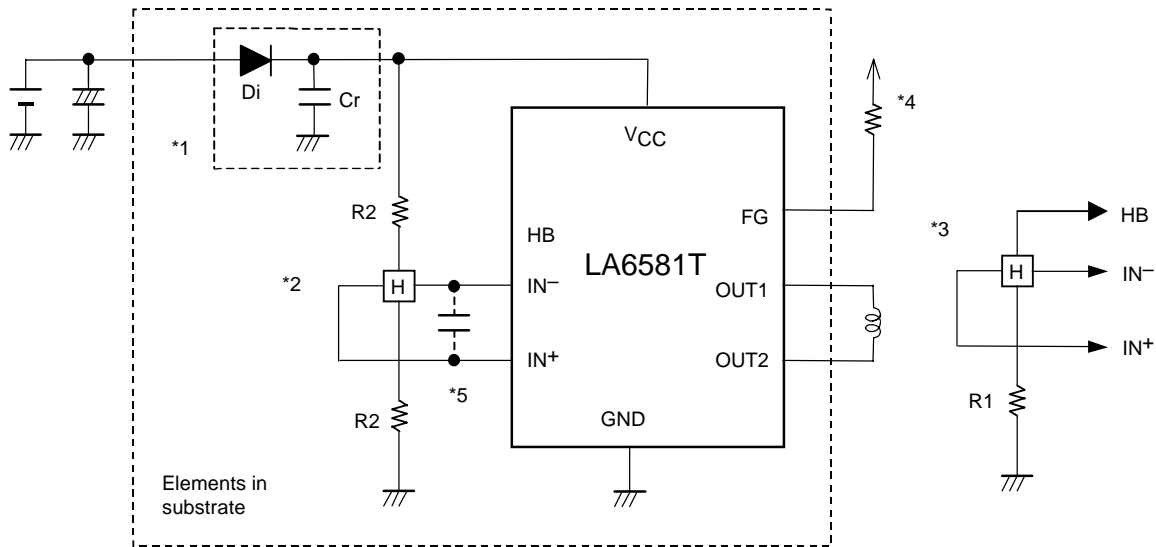 Di
Cr
*1
*4
VCC
R2
FG
HB
HB
*3
LA6581T
*2
H
IN−
OUT1
H
IN−
IN+
OUT2
IN+
*5
R1
R2
GND
Elements in
substrate